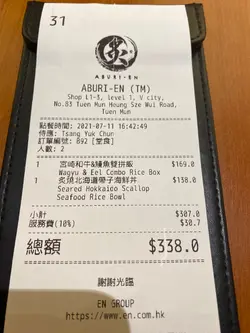 31
炙
ABURI-EN
ABURI-EN (TM)
Shop L1-3, level 1, V city,
No.83 Tuen Mun Heung Sze Wui Road,
Tuen Mun
點餐時間: 2021-07-11 16:42:49
侍應: Tsang Yuk Chun
訂單編號: 892 [堂食]
人數: 2
1 宮崎和牛&鰻魚雙拼飯 $169.0
Wagyu & Eel Combo Rice Box
1 炙燒北海道帶子海鮮丼 $138.0
Seared Hokkaido Scallop
Seafood Rice Bowl
小計 $307.0
服務費(10%) $30.7
總額 $338.0
謝謝光臨
EN GROUP
https://www.en.com.hk